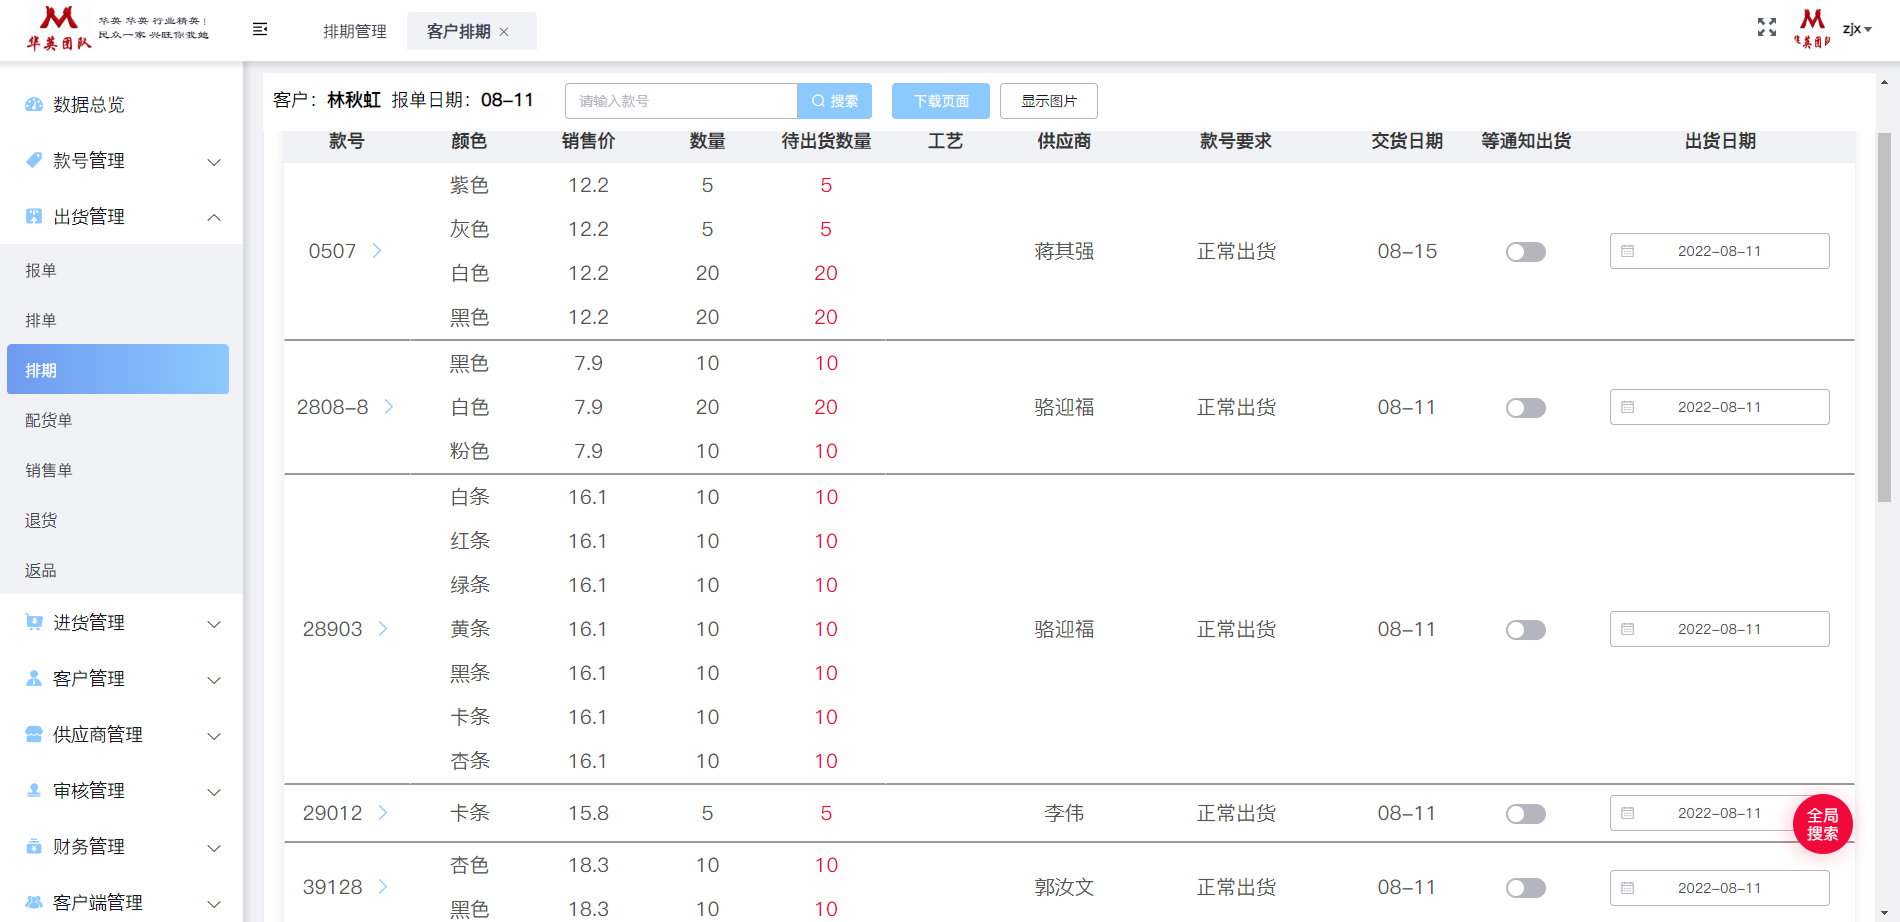 华英 华英 行业精英！
民众一家 兴旺你我她
华英团队
排期管理
客户排期
华英团队
zjx
数据总览
款号管理
出货管理
报单
排单
排期
配货单
销售单
退货
返品
进货管理
客户管理
供应商管理
审核管理
财务管理
客户端管理
客户：林秋虹 报单日期：08-11
请输入款号
搜索
下载页面
显示图片
款号 颜色 销售价 数量 待出货数量 工艺 供应商 款号要求 交货日期 等通知出货 出货日期
紫色 12.2 5 5
灰色 12.2 5 5
0507 蒋其强 正常出货 08-15 2022-08-11
白色 12.2 20 20
黑色 12.2 20 20
黑色 7.9 10 10
2808-8 白色 7.9 20 20 骆迎福 正常出货 08-11 2022-08-11
粉色 7.9 10 10
白条 16.1 10 10
红条 16.1 10 10
绿条 16.1 10 10
28903 黄条 16.1 10 10 骆迎福 正常出货 08-11 2022-08-11
黑条 16.1 10 10
卡条 16.1 10 10
杏条 16.1 10 10
29012 卡条 15.8 5 5 李伟 正常出货 08-11 2022-08-11
全局
搜索
杏色 18.3 10 10
39128 郭汝文 正常出货 08-11 2022-08-11
黑色 18.3 10 10